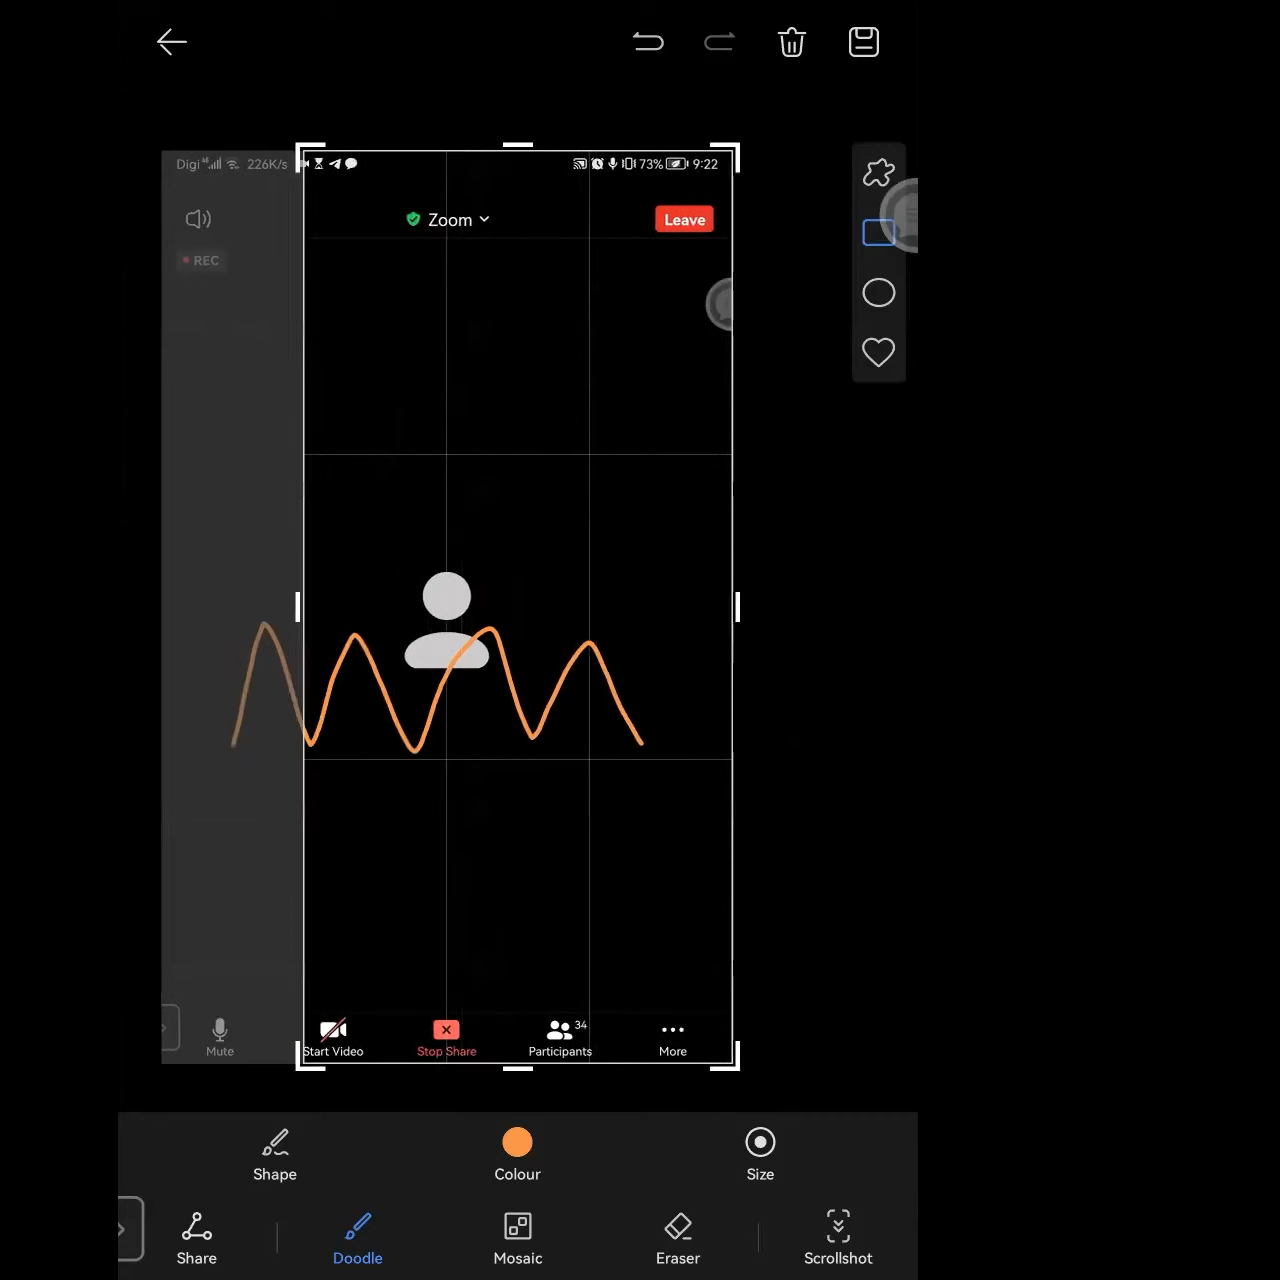 Digi 4G 226K/s 73% 9:22
Zoom Leave
REC
34
Mute Start Video Stop Share Participants More
Shape Colour Size
Share Doodle Mosaic Eraser Scrollshot